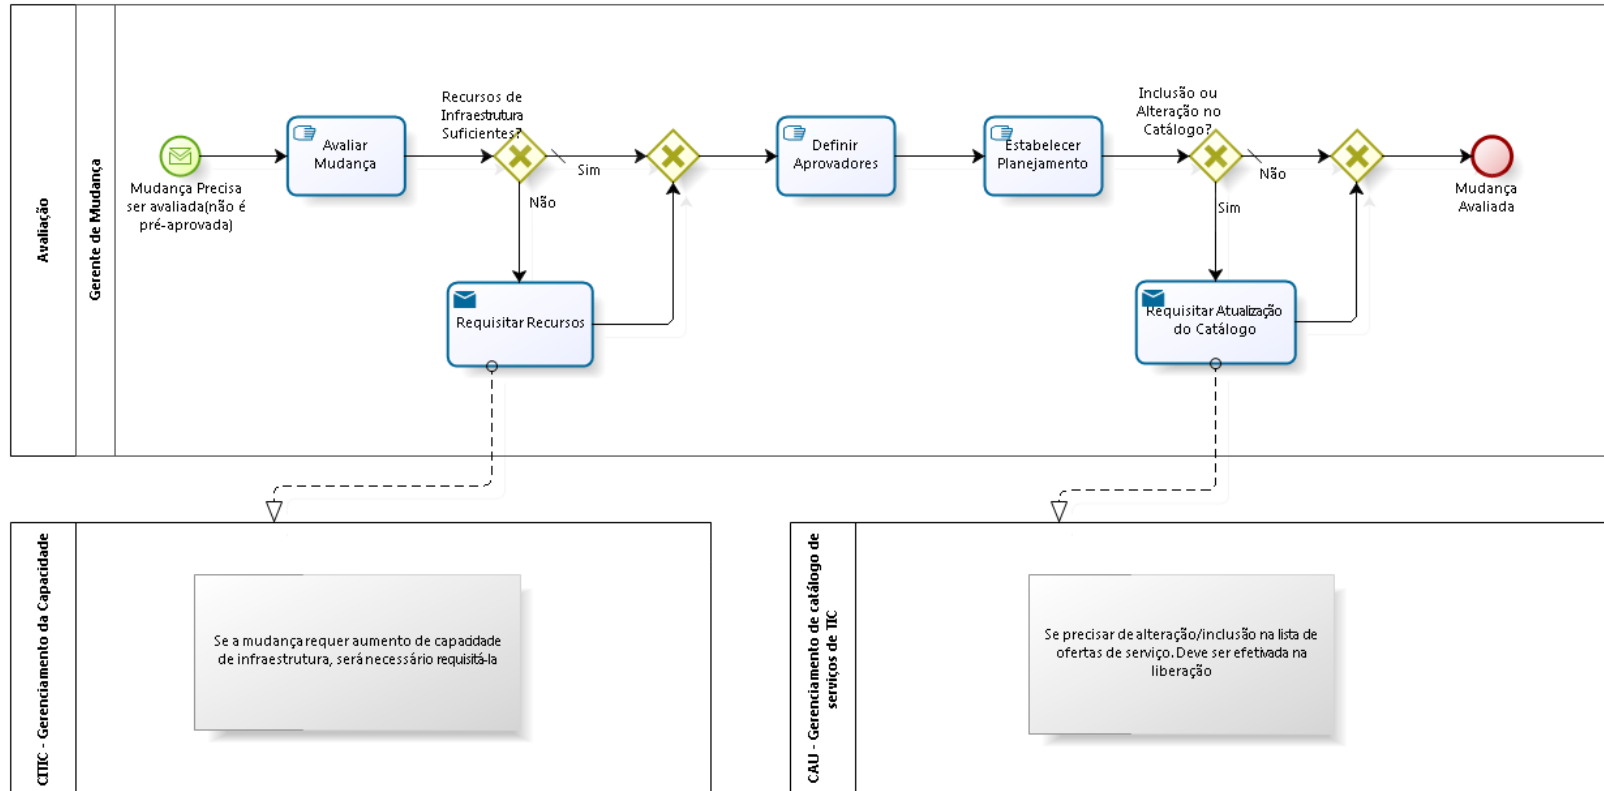 Avaliação
Gerente de Mudança
Mudança Precisa
ser avaliada(não é
pré-aprovada)
Avaliar
Mudança
Recursos de
Infraestrutura
Suficientes?
Sim
Não
Requisitar Recursos
Definir
Aprovadores
Estabelecer
Planejamento
Inclusão ou
Alteração no
Catálogo?
Não
Sim
Requisitar Atualização
do Catálogo
Mudança
Avaliada
CITIC - Gerenciamento da Capacidade
Se a mudança requer aumento de capacidade
de infraestrutura, será necessário requisitá-la
CAU - Gerenciamento de catálogo de
serviços de TIC
Se precisar de alteração/inclusão na lista de
ofertas de serviço. Deve ser efetivada na
liberação